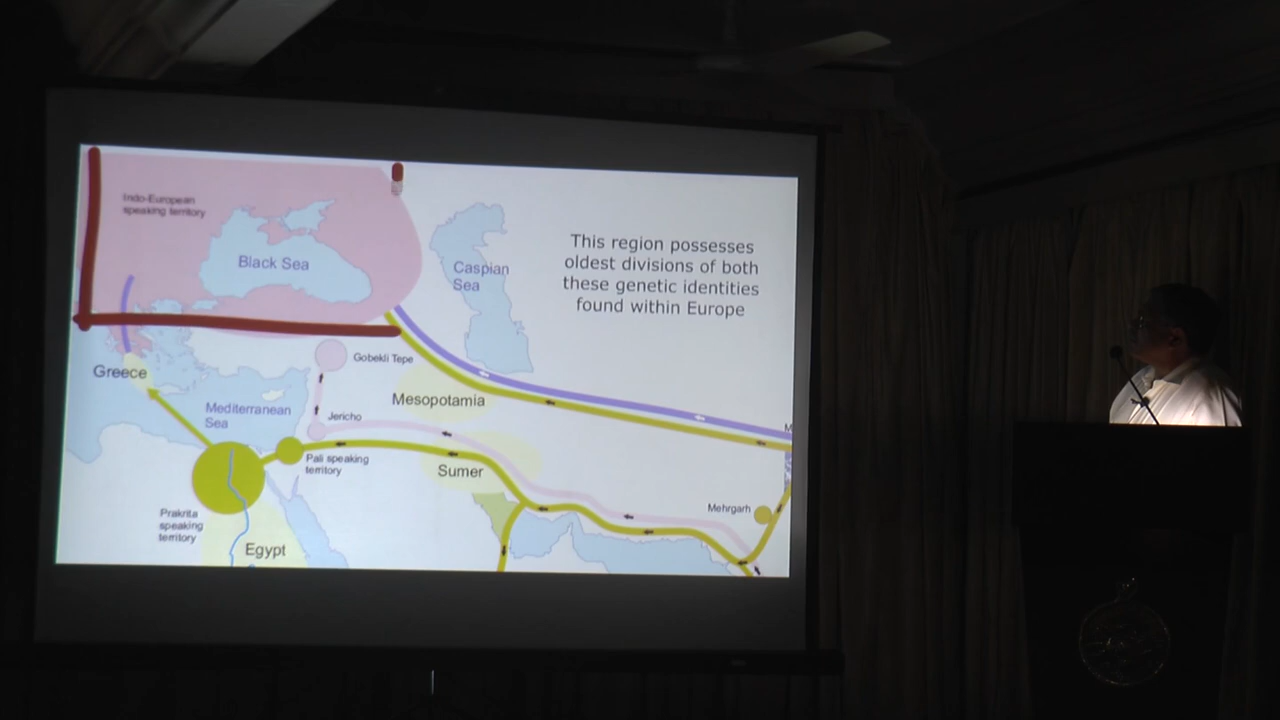 Indo-European
speaking territory
Black Sea
Caspian
Sea
This region possesses
oldest divisions of both
these genetic identities
found within Europe
Greece
Gobekli Tepe
Mediterranean
Sea
Mesopotamia
Jericho
M
Pali speaking
territory
Sumer
Prakrita
speaking
territory
Mehrgarh
Egypt